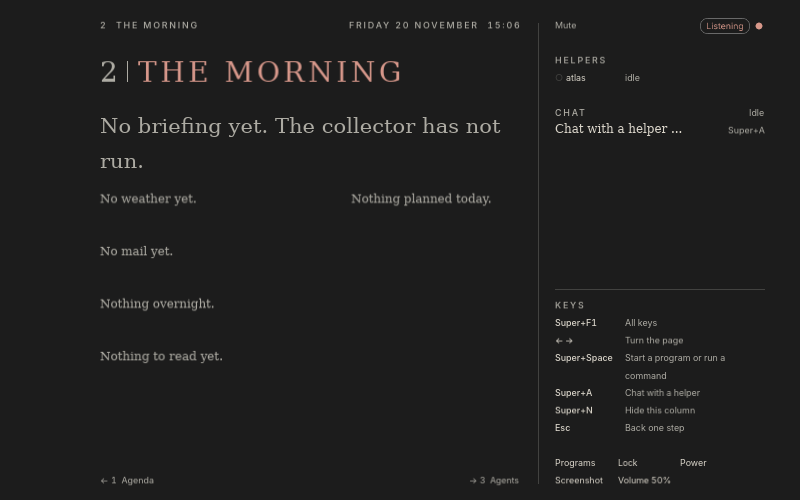 2 THE MORNING
FRIDAY 20 NOVEMBER 15:06
2 THE MORNING
No briefing yet. The collector has not
run.
No weather yet.
Nothing planned today.
No mail yet.
Nothing overnight.
Nothing to read yet.
← 1 Agenda
→ 3 Agents
Mute
Listening
HELPERS
atlas idle
CHAT Idle
Chat with a helper ... Super+A
KEYS
Super+F1 All keys
← → Turn the page
Super+Space Start a program or run a
command
Super+A Chat with a helper
Super+N Hide this column
Esc Back one step
Programs Lock Power
Screenshot Volume 50%